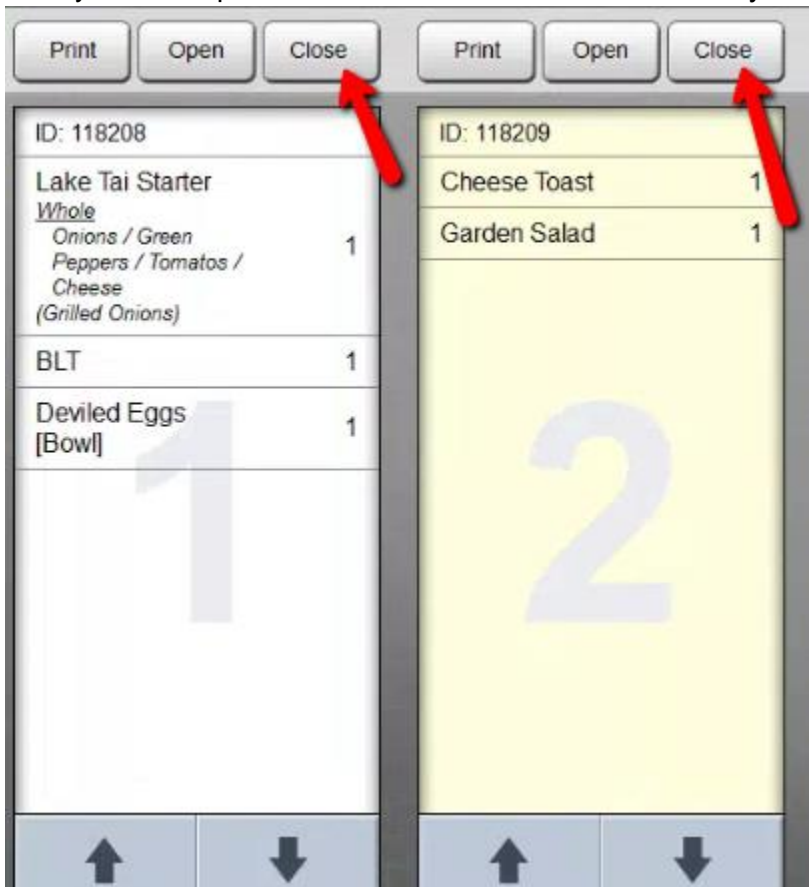 Print Open Close
ID: 118208
Lake Tai Starter
Whole
Onions / Green
Peppers / Tomatos /
Cheese
(Grilled Onions)
1
BLT 1
Deviled Eggs
[Bowl]
1
1
Print Open Close
ID: 118209
Cheese Toast 1
Garden Salad 1
2